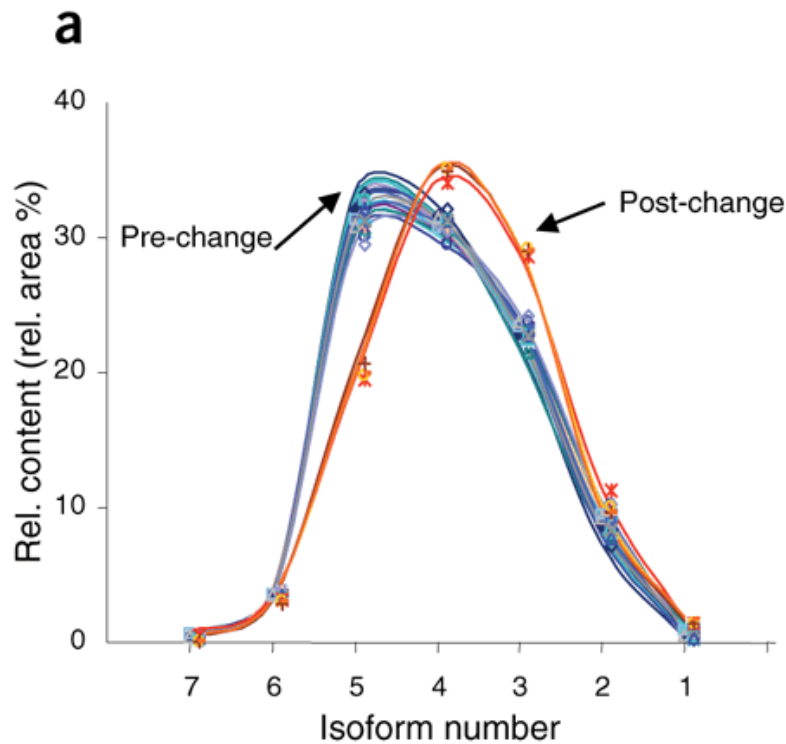 a
40
30
20
10
0
Rel. content (rel. area %)
Pre-change
Post-change
7 6 5 4 3 2 1
Isoform number